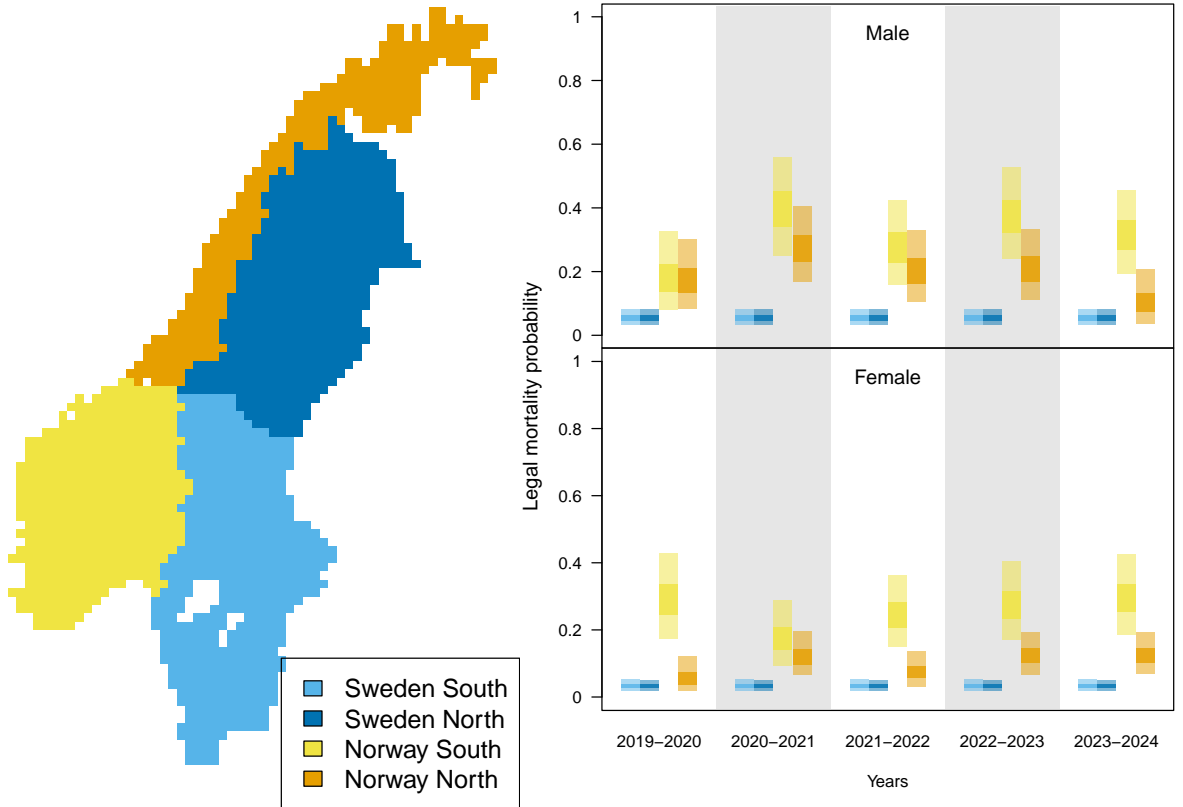 Sweden South
Sweden North
Norway South
Norway North
Legal mortality probability
Male
1
0.8
0.6
0.4
0.2
0
Female
1
0.8
0.6
0.4
0.2
0
2019–2020 2020–2021 2021–2022 2022–2023 2023–2024
Years